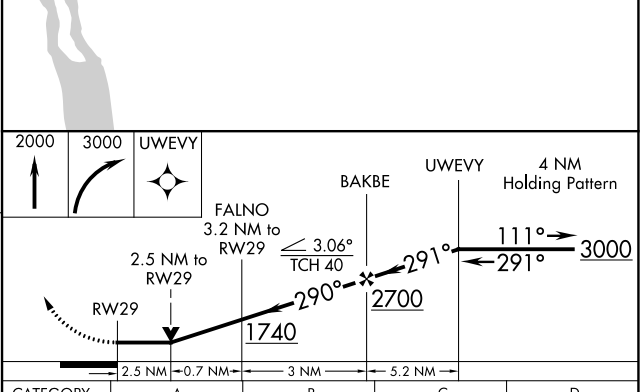 2000 3000 UWEVY
UWEVY
4 NM
Holding Pattern
BAKBE
FALNO
3.2 NM to
RW29
3.06°
TCH 40
2.5 NM to
RW29
RW29
111°
291°
3000
291°
290°
2700
1740
2.5 NM 0.7 NM 3 NM 5.2 NM
CATEGORY A B C D